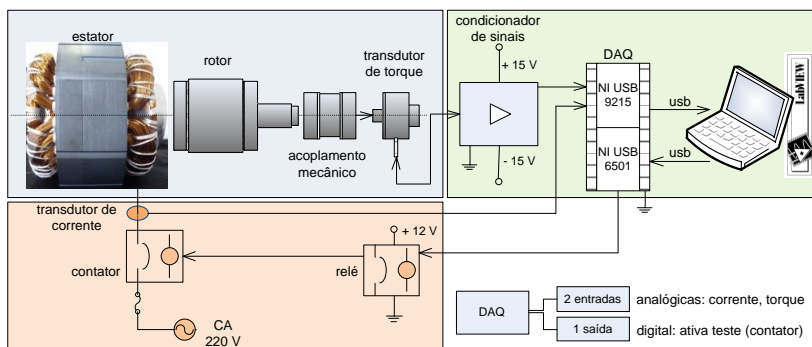 estator
rotor
transdutor
de torque
acoplamento
mecânico
condicionador
de sinais
+ 15 V
- 15 V
DAQ
NI USB
9215
NI USB
6501
usb
usb
LabVIEW
transdutor de
corrente
contator
CA
220 V
+ 12 V
relé
DAQ
2 entradas
analógicas: corrente, torque
1 saída
digital: ativa teste (contator)